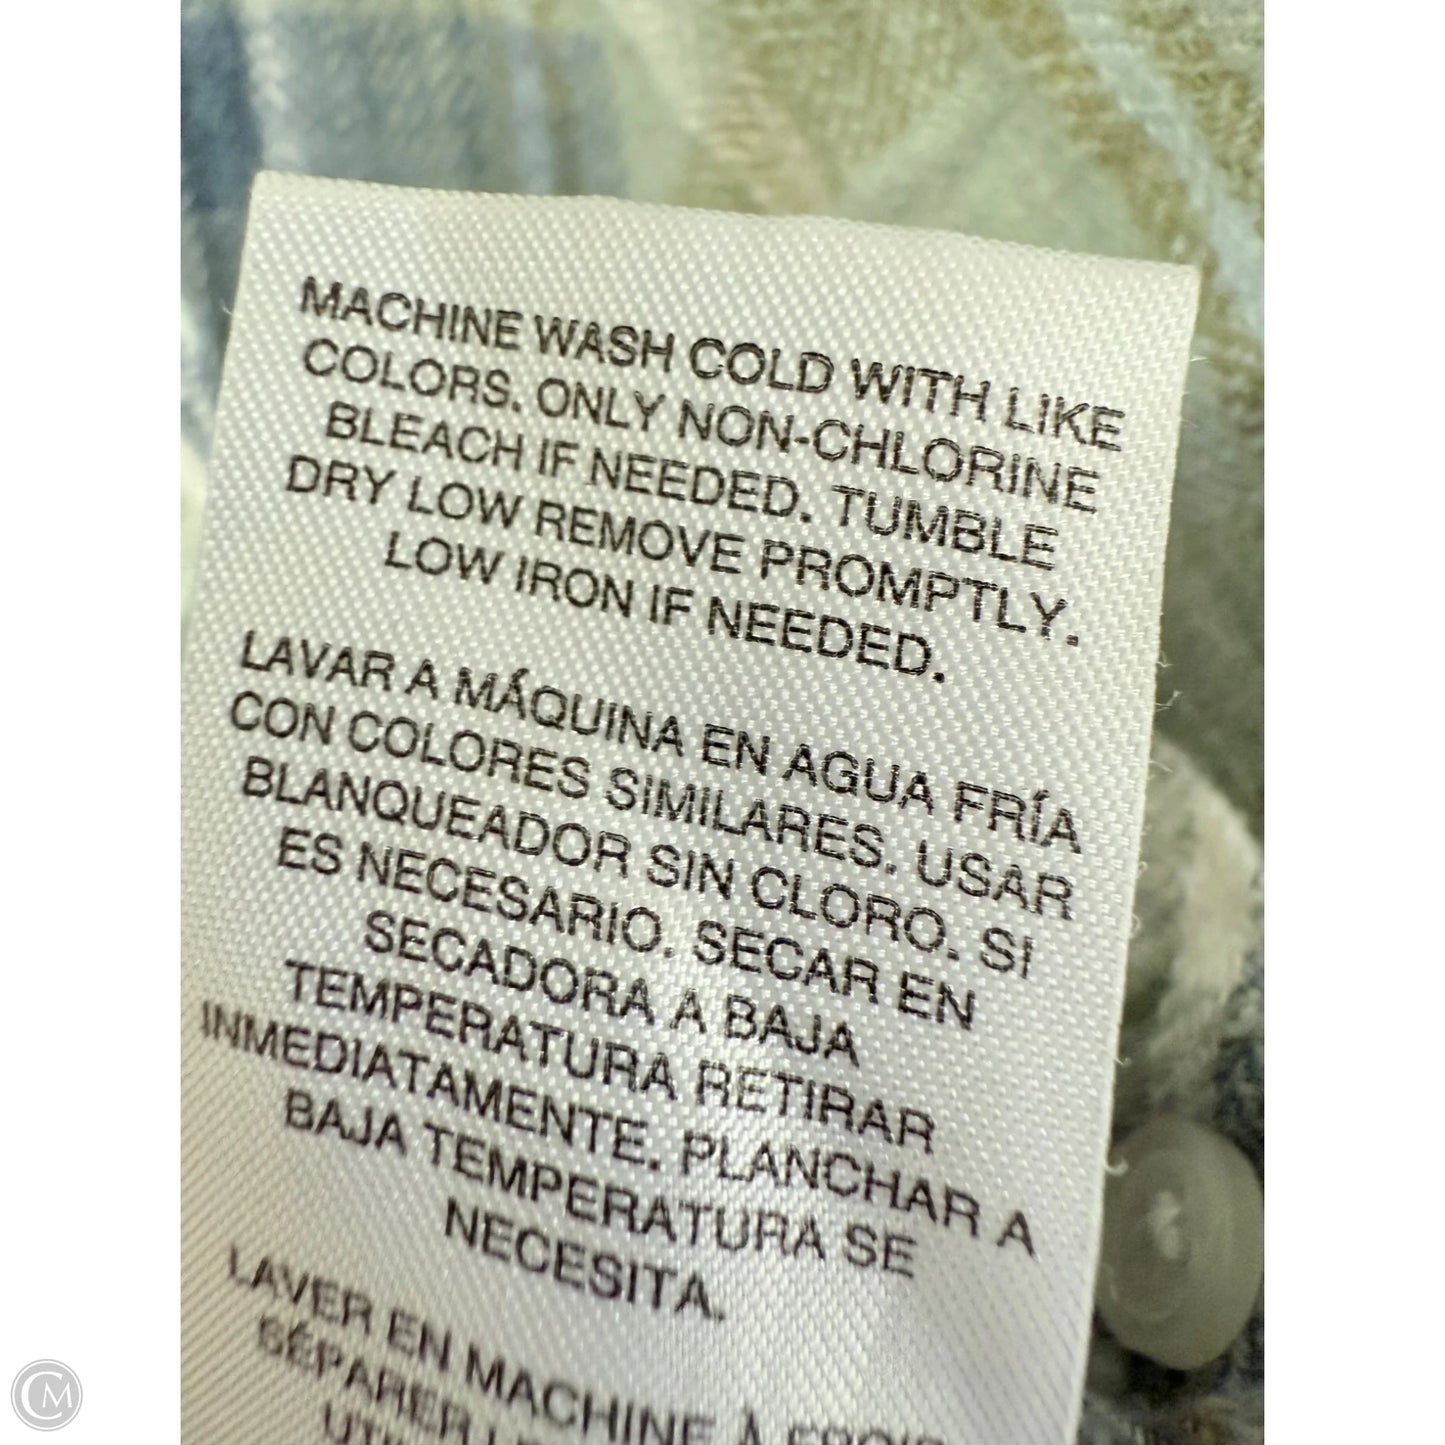 MACHINE WASH COLD WITH LIKE
COLORS. ONLY NON-CHLORINE
BLEACH IF NEEDED. TUMBLE
DRY LOW REMOVE PROMPTLY.
LOW IRON IF NEEDED.
LAVAR A MÁQUINA EN AGUA FRÍA
CON COLORES SIMILARES. USAR
BLANQUEADOR SIN CLORO. SI
ES NECESARIO. SECAR EN
SECADORA A BAJA
TEMPERATURA RETIRAR
INMEDIATAMENTE. PLANCHAR A
BAJA TEMPERATURA SE
NECESITA.
LAVER EN MACHINE À
SÉPARER
CM